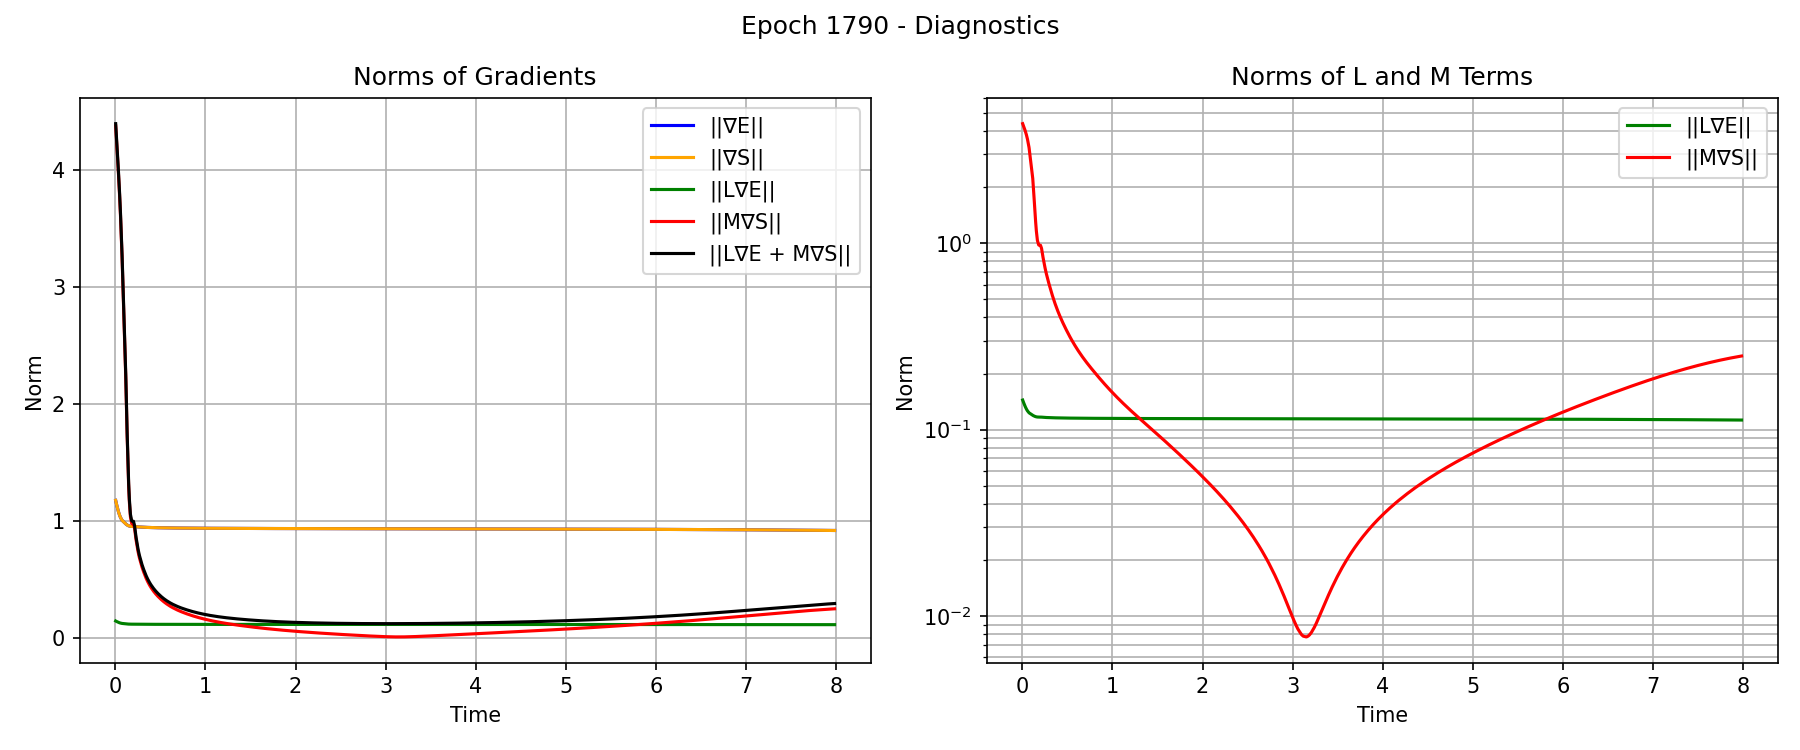 Epoch 1790 - Diagnostics
Norms of Gradients
Norm
4
3
2
1
0
0 1 2 3 4 5 6 7 8
Time
||∇E||
||∇S||
||L∇E||
||M∇S||
||L∇E + M∇S||
Norms of L and M Terms
Norm
10⁰
10⁻¹
10⁻²
0 1 2 3 4 5 6 7 8
Time
||L∇E||
||M∇S||